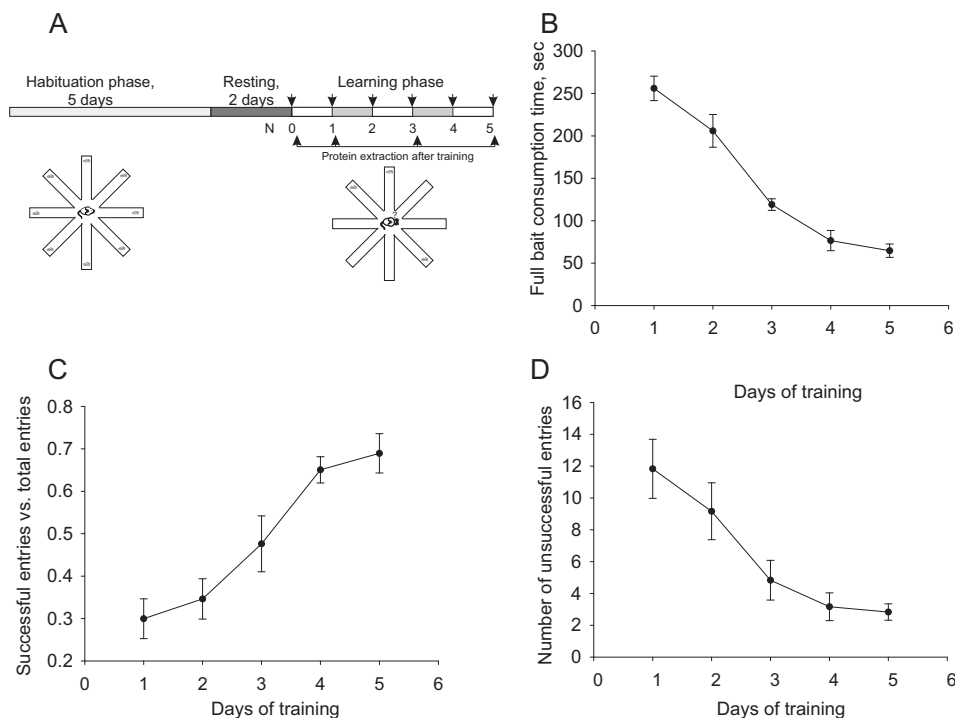 A
Habituation phase,
5 days
Resting,
2 days
Learning phase
N 0 1 2 3 4 5
Protein extraction after training
?
B
Full bait consumption time, sec
300
250
200
150
100
50
0
0 1 2 3 4 5 6
Days of training
C
Successful entries vs. total entries
0.8
0.7
0.6
0.5
0.4
0.3
0.2
0 1 2 3 4 5 6
Days of training
D
Number of unsuccessful entries
16
14
12
10
8
6
4
2
0
0 1 2 3 4 5 6
Days of training